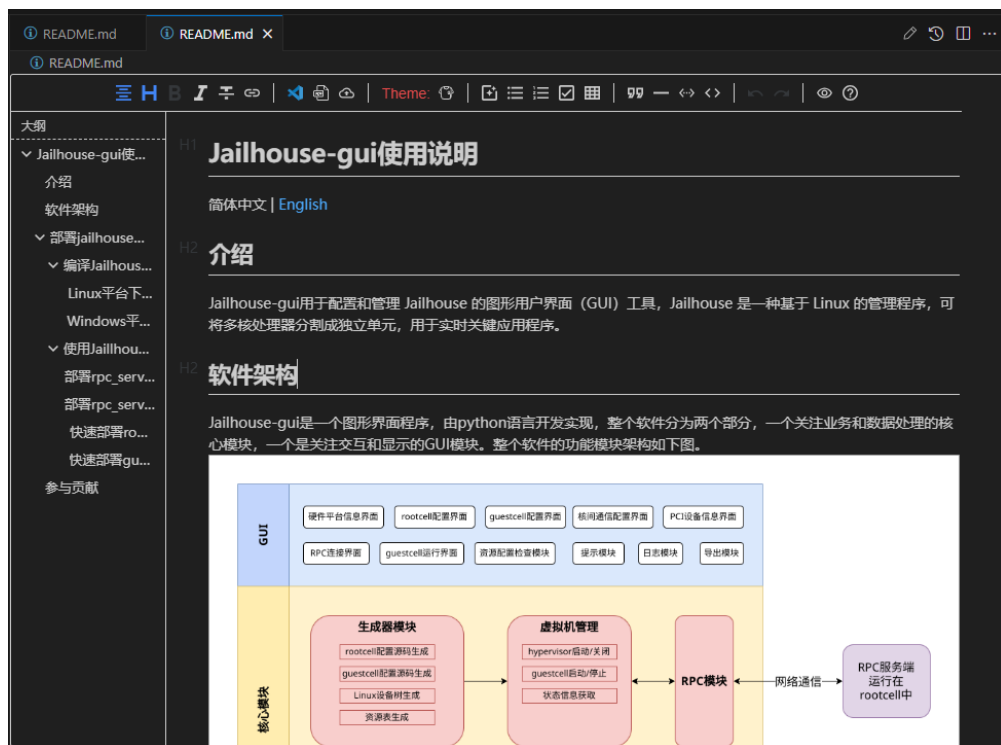 README.md
README.md
README.md
H B I
Theme:
大纲
Jailhouse-gui使...
介绍
软件架构
部署jailhouse...
编译Jailhous...
Linux平台下...
Windows平...
使用Jaillhou...
部署rpc_serv...
部署rpc_serv...
快速部署ro...
快速部署gu...
参与贡献
H1
Jailhouse-gui使用说明
简体中文 | English
H2
介绍
Jailhouse-gui用于配置和管理 Jailhouse 的图形用户界面（GUI）工具，Jailhouse 是一种基于 Linux 的管理程序，可
将多核处理器分割成独立单元，用于实时关键应用程序。
H2
软件架构
Jailhouse-gui是一个图形界面程序，由python语言开发实现，整个软件分为两个部分，一个关注业务和数据处理的核
心模块，一个是关注交互和显示的GUI模块。整个软件的功能模块架构如下图。
GUI
硬件平台信息界面 rootcell配置界面 guestcell配置界面 核间通信配置界面 PCI设备信息界面
RPC连接界面 guestcell运行界面 资源配置检查模块 提示模块 日志模块 导出模块
核心模块
生成器模块
rootcell配置源码生成
guestcell配置源码生成
Linux设备树生成
资源表生成
虚拟机管理
hypervisor启动/关闭
guestcell启动/停止
状态信息获取
RPC模块
网络通信
RPC服务端
运行在
rootcell中